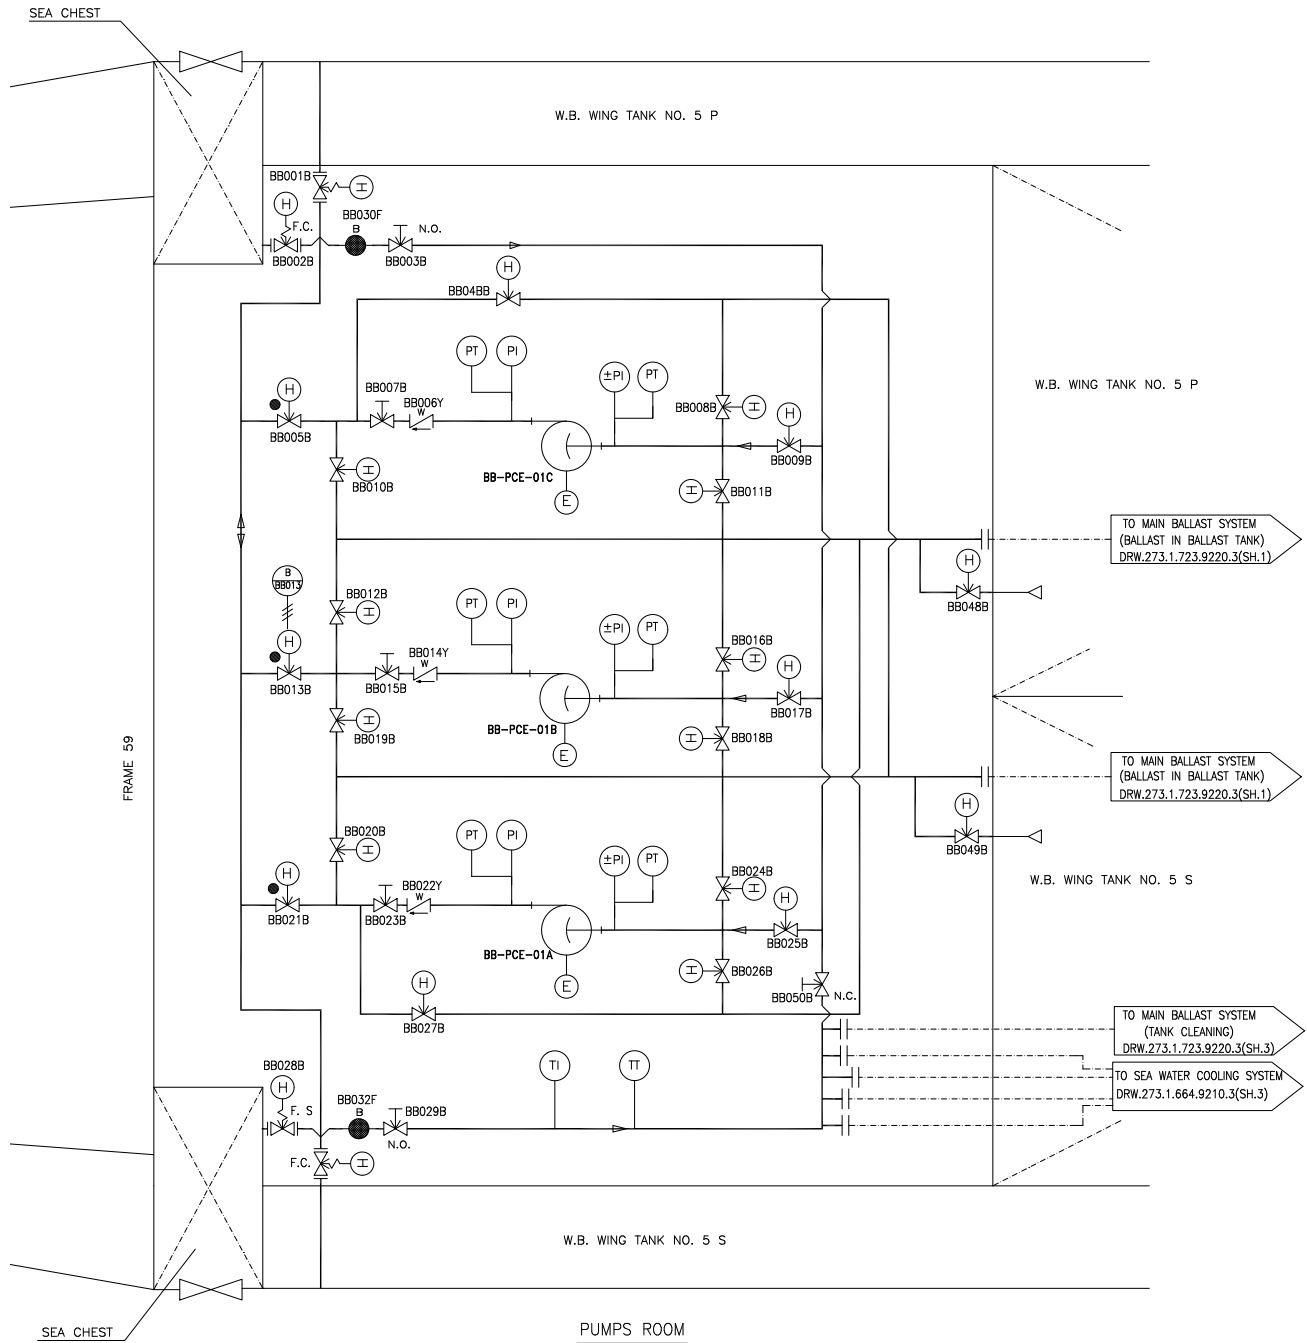 SEA CHEST
W.B. WING TANK NO. 5 P
BB001B
H
H
F.C.
BB002B
BB030F
B
N.O.
BB003B
H
BB04BB
PT
PI
±PI
PT
W.B. WING TANK NO. 5 P
H
BB005B
BB007B
BB006Y
W
BB008B
H
H
BB009B
BB-PCE-01C
E
H
BB010B
H
BB011B
TO MAIN BALLAST SYSTEM
(BALLAST IN BALLAST TANK)
DRW.273.1.723.9220.3(SH.1)
H
BB048B
B
BB013
BB012B
H
PT
PI
±PI
PT
H
BB013B
BB014Y
W
BB015B
BB016B
H
H
BB017B
BB-PCE-01B
E
H
BB019B
H
BB018B
FRAME 59
TO MAIN BALLAST SYSTEM
(BALLAST IN BALLAST TANK)
DRW.273.1.723.9220.3(SH.1)
H
BB049B
BB020B
H
PT
PI
±PI
PT
W.B. WING TANK NO. 5 S
H
BB021B
BB022Y
W
BB023B
BB024B
H
H
BB025B
BB-PCE-01A
E
H
BB026B
BB050B
N.C.
H
BB027B
TO MAIN BALLAST SYSTEM
(TANK CLEANING)
DRW.273.1.723.9220.3(SH.3)
TO SEA WATER COOLING SYSTEM
DRW.273.1.664.9210.3(SH.3)
BB028B
H
F. S
BB032F
B
BB029B
N.O.
TI
TT
F.C.
H
W.B. WING TANK NO. 5 S
SEA CHEST
PUMPS ROOM